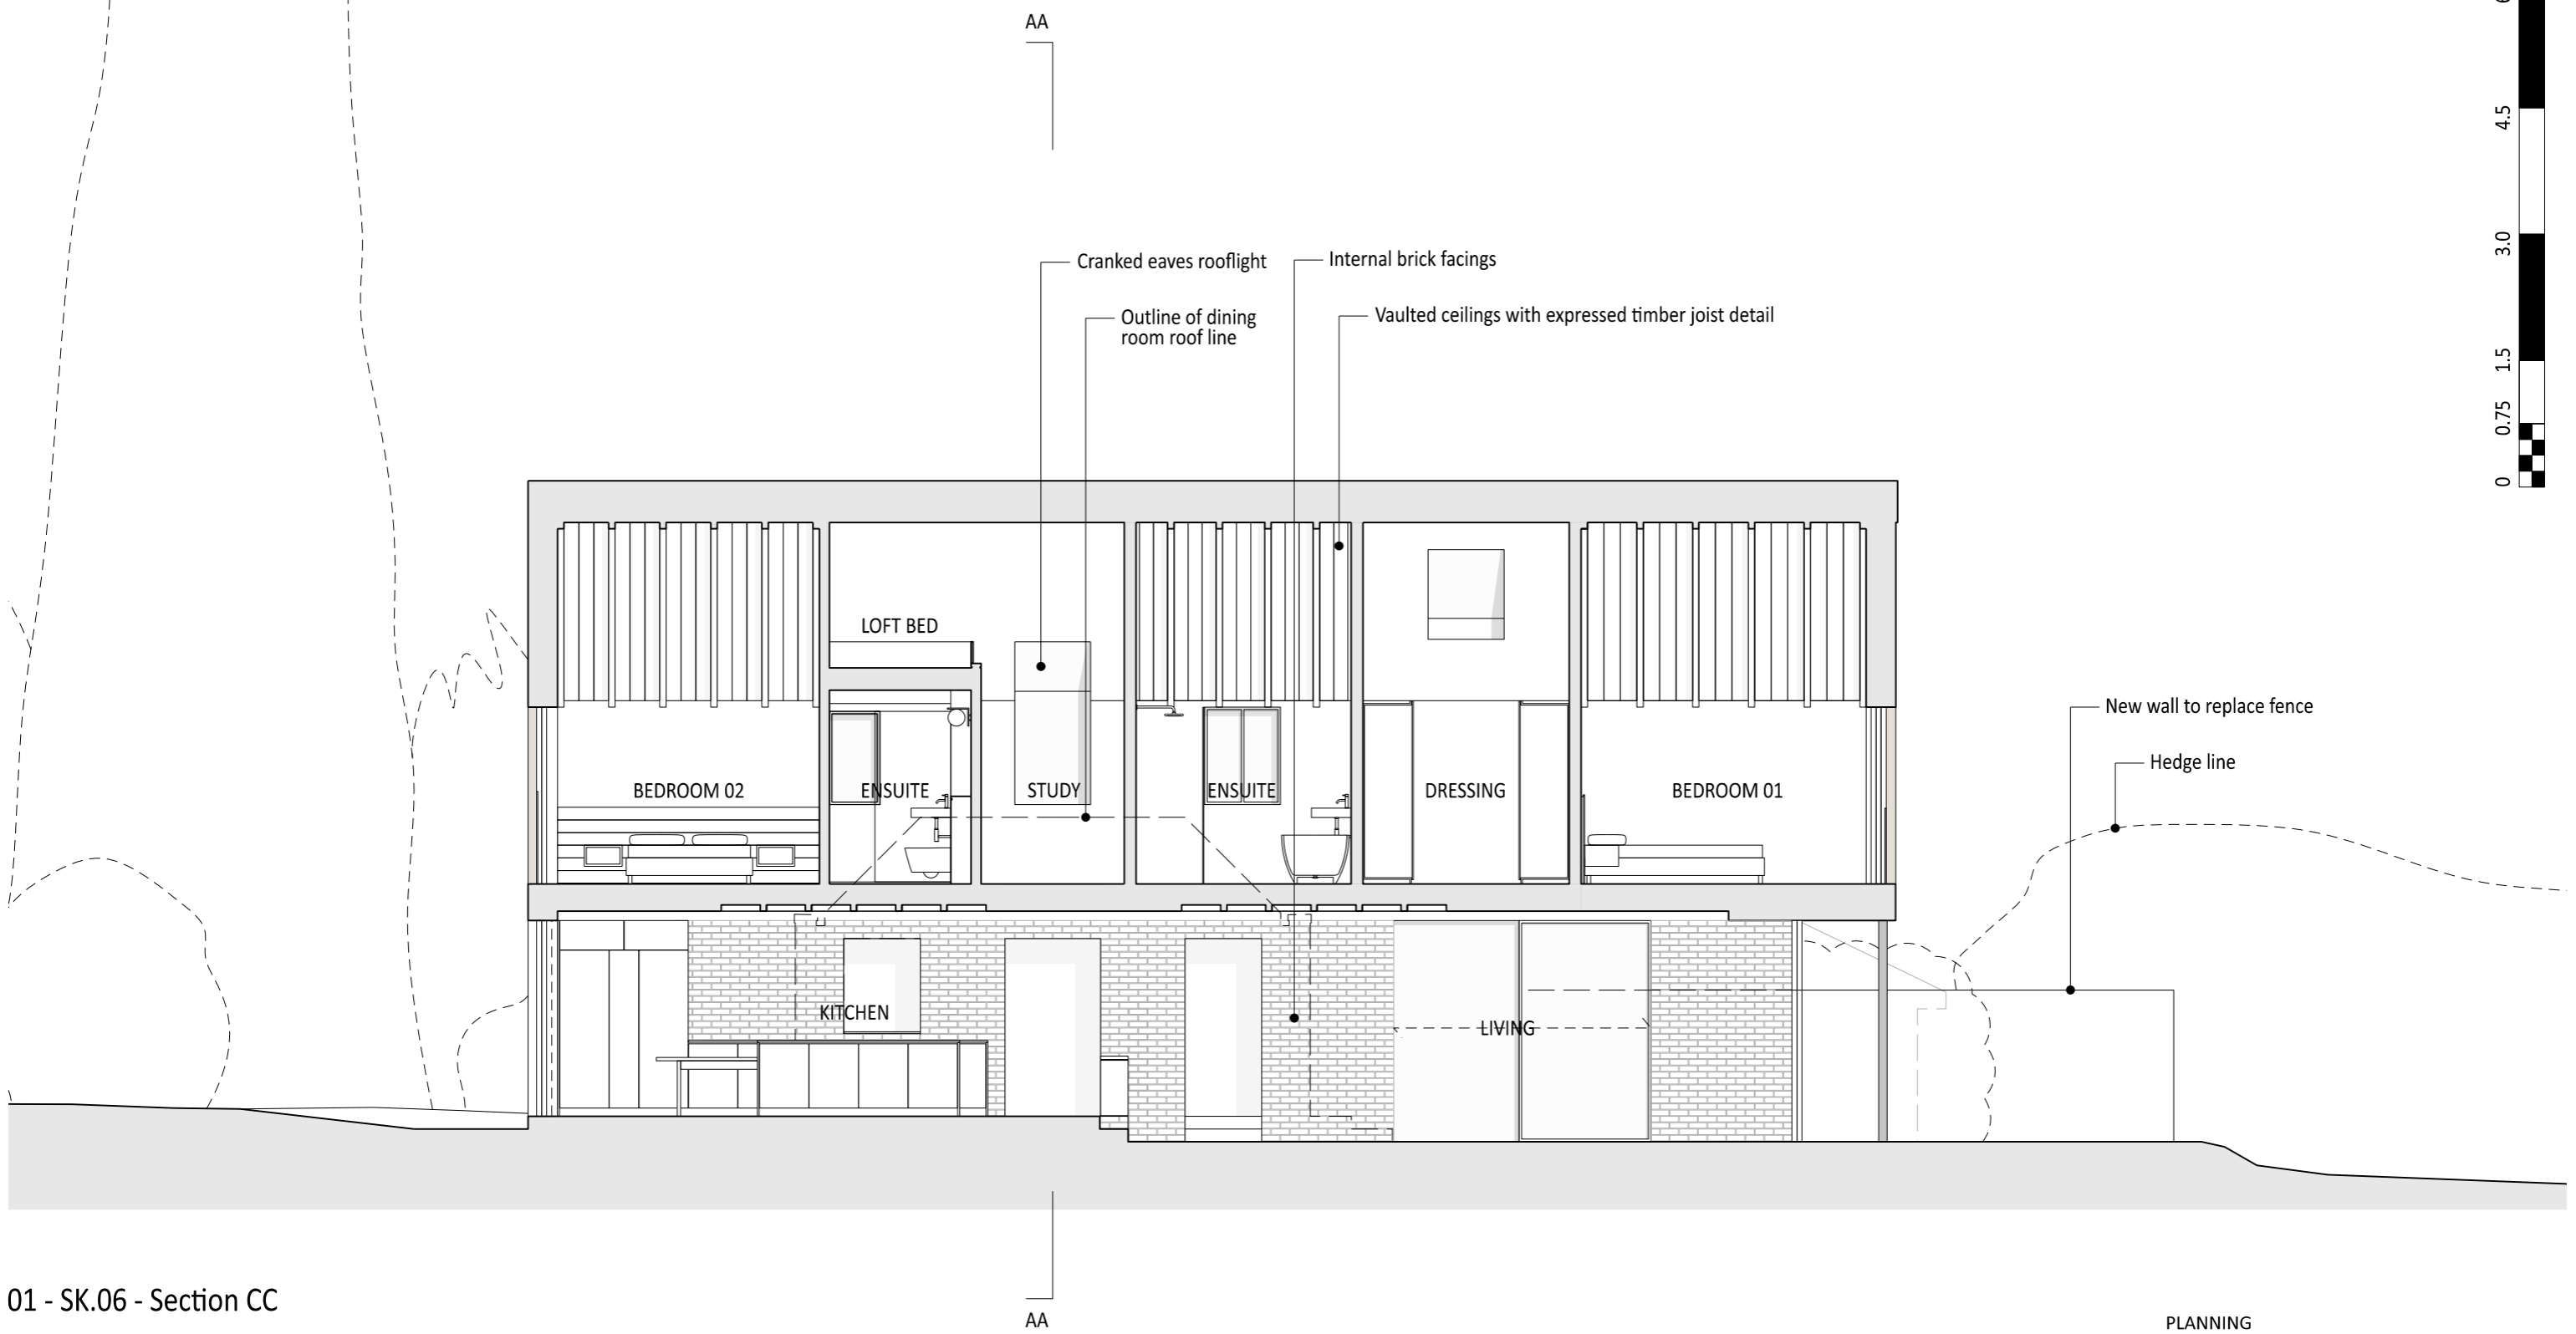 AA
6
4.5
3.0
1.5
0.75
0
Cranked eaves rooflight
Internal brick facings
Outline of dining
room roof line
Vaulted ceilings with expressed timber joist detail
LOFT BED
New wall to replace fence
Hedge line
BEDROOM 02
ENSUITE
STUDY
ENSUITE
DRESSING
BEDROOM 01
KITCHEN
LIVING
01 - SK.06 - Section CC
AA
PLANNING